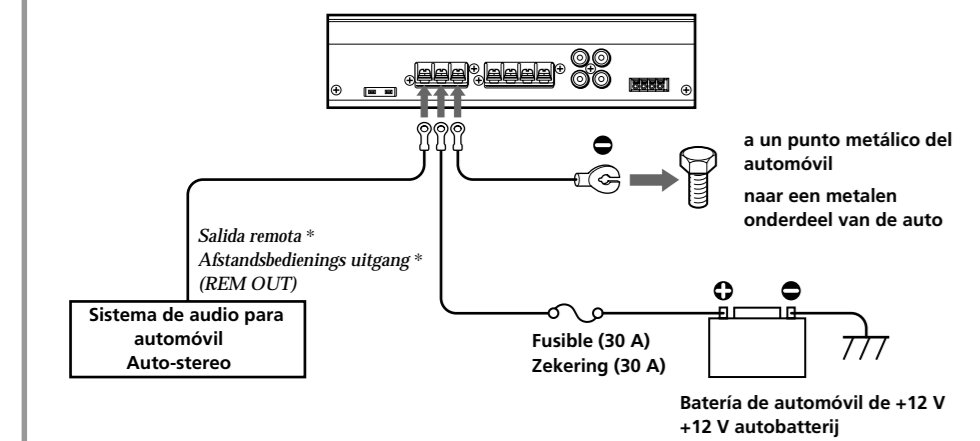 a un punto metálico del
automóvil
naar een metalen
onderdeel van de auto
Salida remota *
Afstandsbedienings uitgang *
(REM OUT)
Sistema de audio para
automóvil
Auto-stereo
Fusible (30 A)
Zekering (30 A)
Batería de automóvil de +12 V
+12 V autobatterij